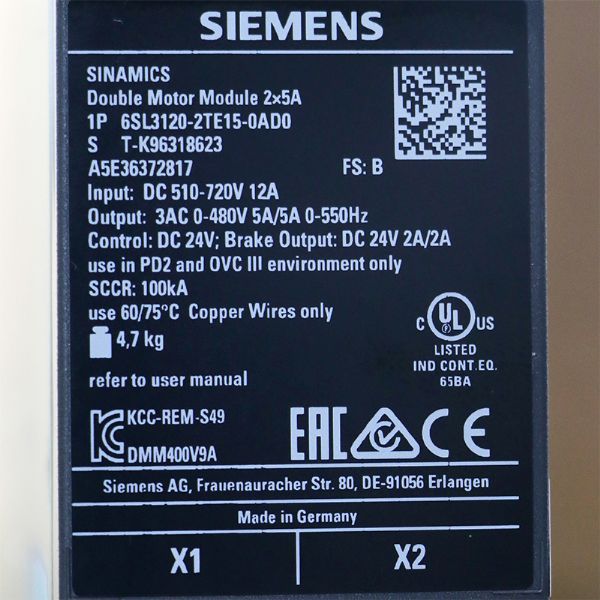 SIEMENS
SINAMICS
Double Motor Module 2×5A
1P 6SL3120-2TE15-0AD0
S T-K96318623
A5E36372817 FS: B
Input: DC 510-720V 12A
Output: 3AC 0-480V 5A/5A 0-550Hz
Control: DC 24V; Brake Output: DC 24V 2A/2A
use in PD2 and OVC III environment only
SCCR: 100kA
use 60/75°C Copper Wires only
4,7 kg
C UL US
LISTED
IND CONT.EQ.
65BA
refer to user manual
KCC-REM-S49
DMM400V9A
EAC CE
Siemens AG, Frauenauracher Str. 80, DE-91056 Erlangen
Made in Germany
X1 X2